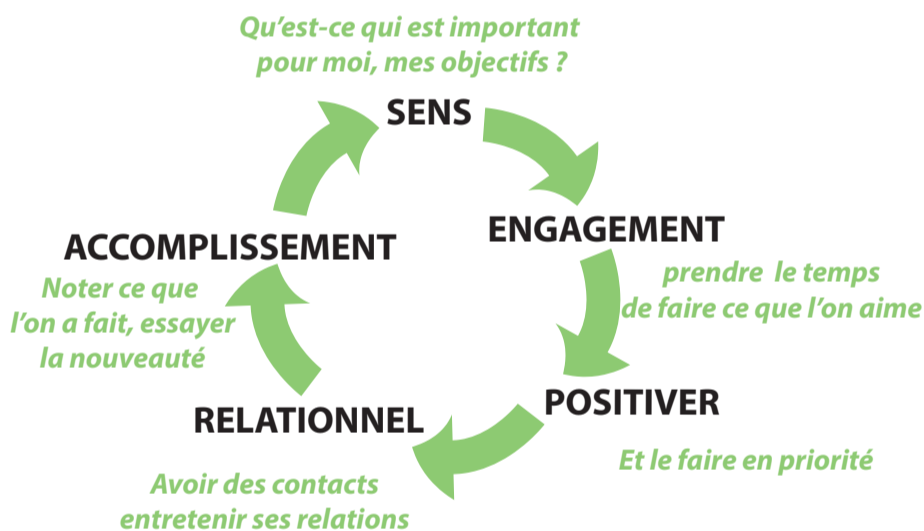 Qu’est-ce qui est important
pour moi, mes objectifs ?
SENS
ENGAGEMENT
prendre le temps
de faire ce que l’on aime
POSITIVER
Et le faire en priorité
RELATIONNEL
Avoir des contacts
entretenir ses relations
ACCOMPLISSEMENT
Noter ce que
l’on a fait, essayer
la nouveauté